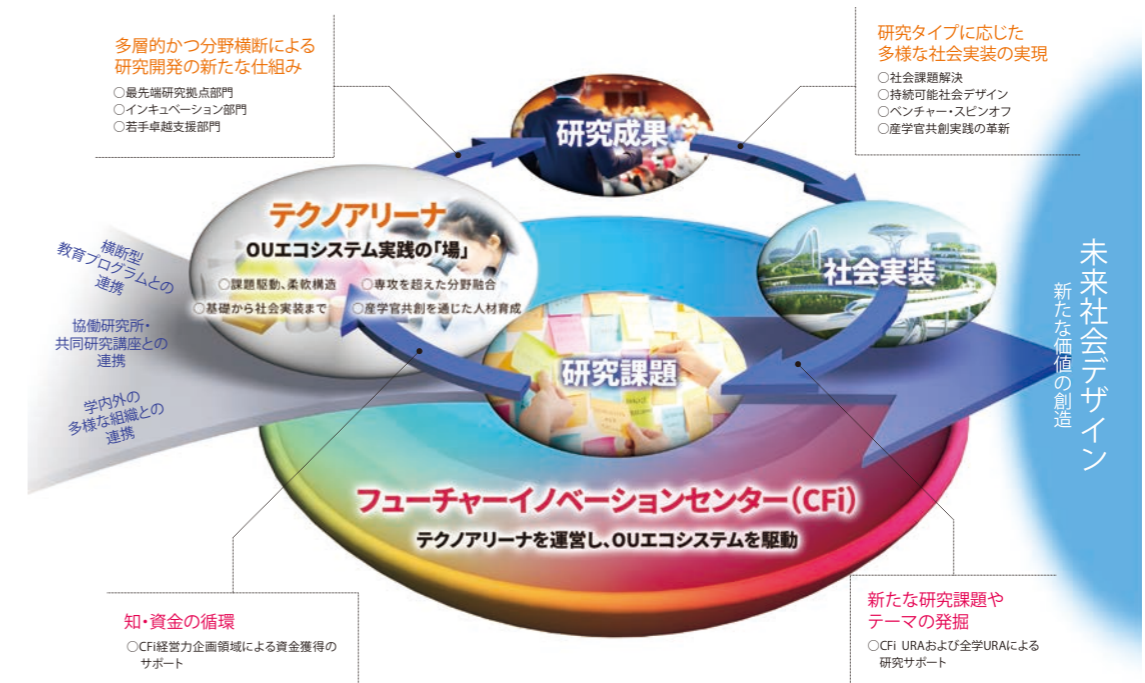 多層的かつ分野横断による
研究開発の新たな仕組み
○最先端研究拠点部門
○インキュベーション部門
○若手卓越支援部門
研究タイプに応じた
多様な社会実装の実現
○社会課題解決
○持続可能社会デザイン
○ベンチャー・スピンオフ
○産学官共創実践の革新
研究成果
テクノアリーナ
OUエコシステム実践の「場」
○課題駆動、柔軟構造
○専攻を超えた分野融合
○基礎から社会実装まで
○産学官共創を通じた人材育成
社会実装
研究課題
横断型
教育プログラムとの
連携
協働研究所・
共同研究講座との
連携
学内外の
多様な組織との
連携
未来社会デザイン
新たな価値の創造
フューチャーイノベーションセンター(CFi)
テクノアリーナを運営し、OUエコシステムを駆動
知・資金の循環
○CFi経営力企画領域による資金獲得の
サポート
新たな研究課題や
テーマの発掘
○CFi URAおよび全学URAによる
研究サポート